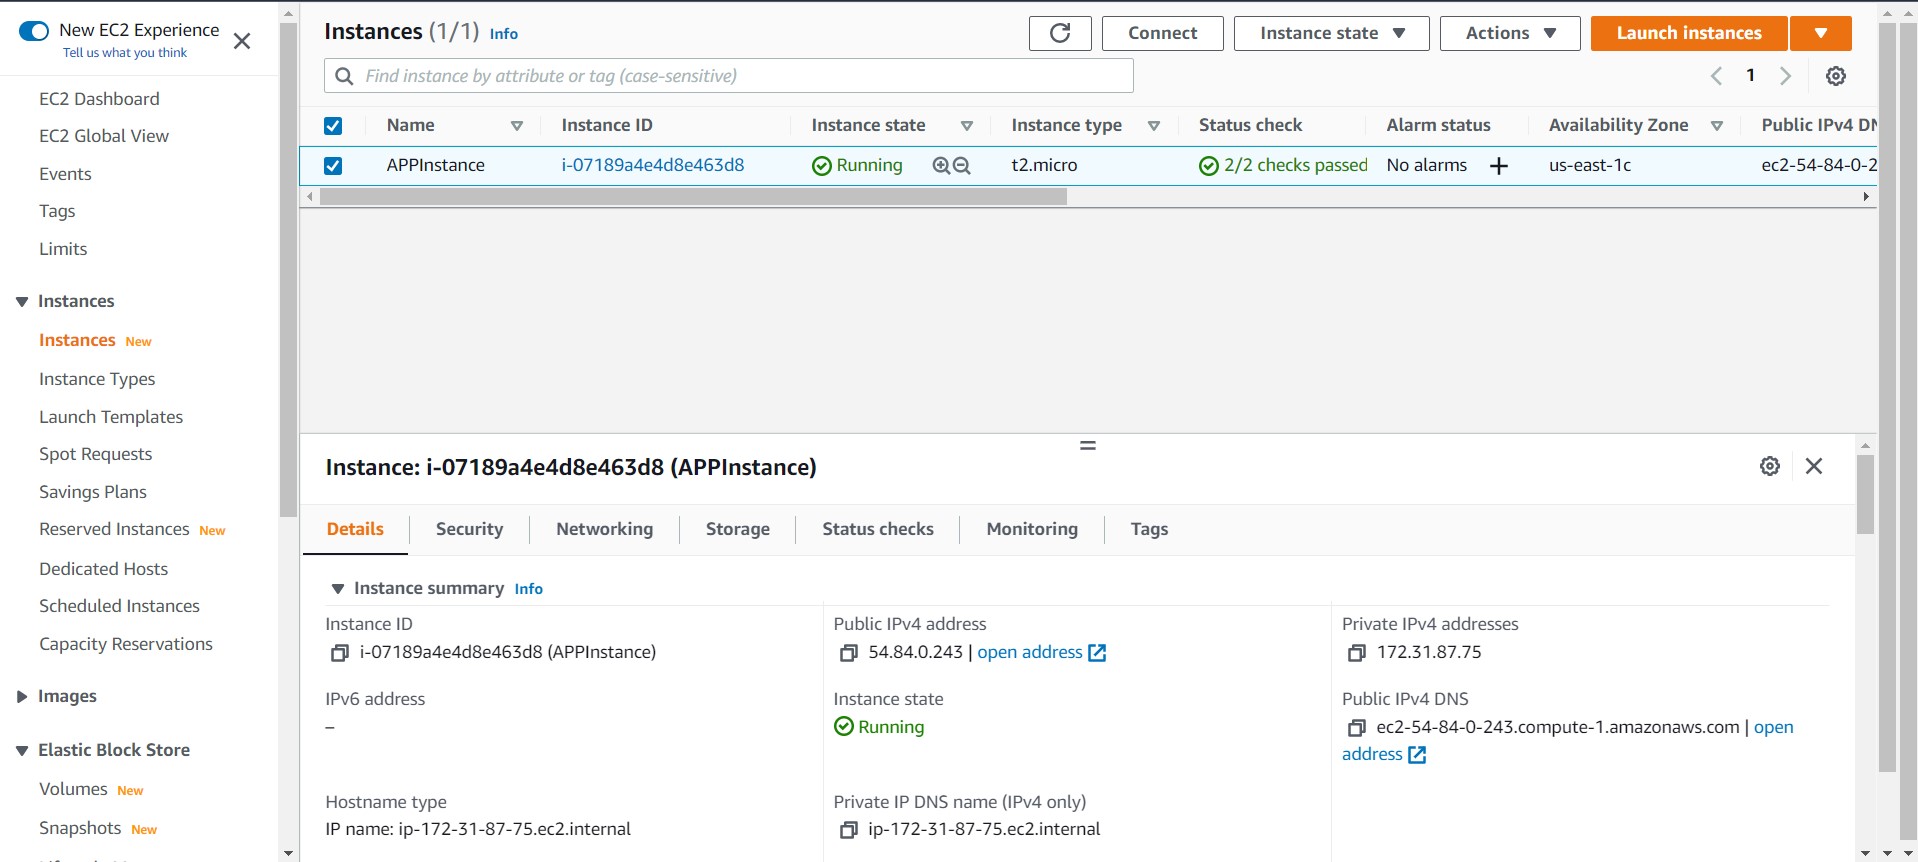 New EC2 Experience
Tell us what you think
EC2 Dashboard
EC2 Global View
Events
Tags
Limits
Instances
Instances New
Instance Types
Launch Templates
Spot Requests
Savings Plans
Reserved Instances New
Dedicated Hosts
Scheduled Instances
Capacity Reservations
Images
Elastic Block Store
Volumes New
Snapshots New
Instances (1/1) Info
Connect
Instance state
Actions
Launch instances
Find instance by attribute or tag (case-sensitive)
1
Name Instance ID Instance state Instance type Status check Alarm status Availability Zone Public IPv4 DN
APPInstance i-07189a4e4d8e463d8 Running t2.micro 2/2 checks passed No alarms us-east-1c ec2-54-84-0-2
Instance: i-07189a4e4d8e463d8 (APPInstance)
Details Security Networking Storage Status checks Monitoring Tags
Instance summary Info
Instance ID
i-07189a4e4d8e463d8 (APPInstance)
Public IPv4 address
54.84.0.243 | open address
Private IPv4 addresses
172.31.87.75
IPv6 address
–
Instance state
Running
Public IPv4 DNS
ec2-54-84-0-243.compute-1.amazonaws.com | open
address
Hostname type
IP name: ip-172-31-87-75.ec2.internal
Private IP DNS name (IPv4 only)
ip-172-31-87-75.ec2.internal